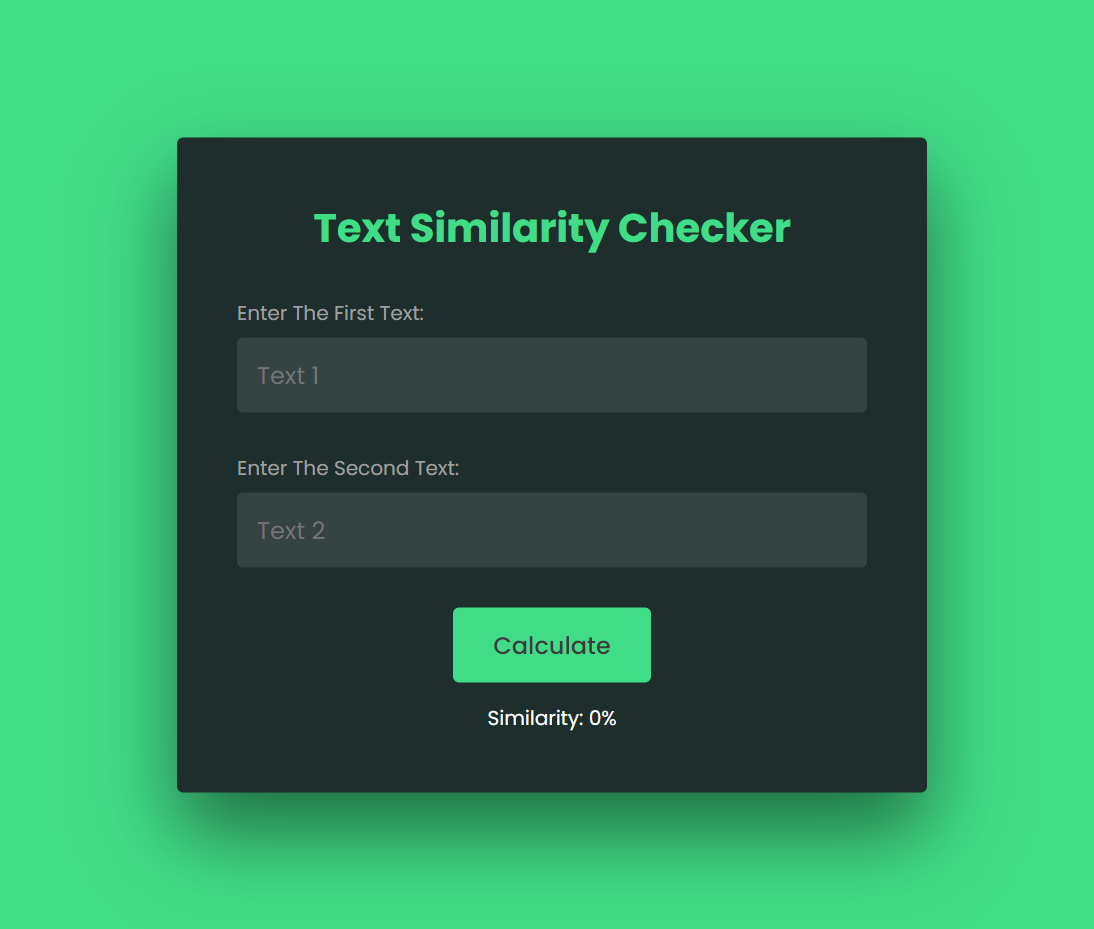 Text Similarity Checker
Enter The First Text:
Text 1
Enter The Second Text:
Text 2
Calculate
Similarity: 0%